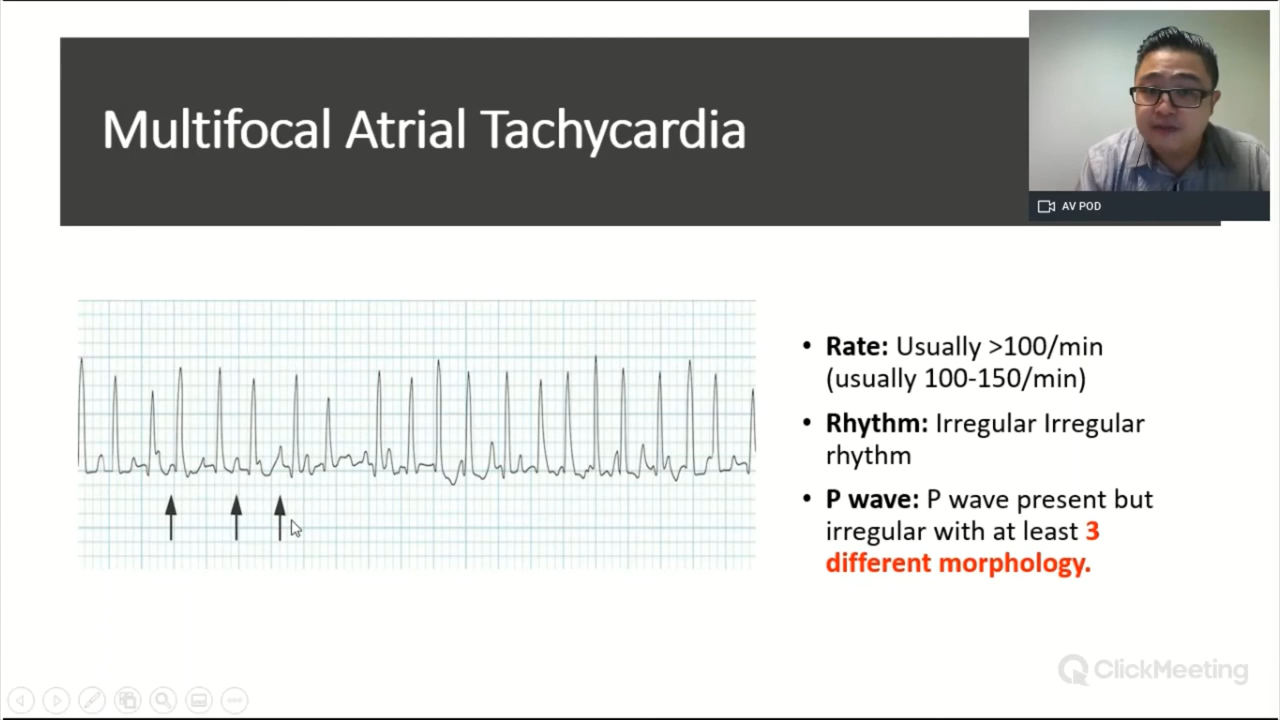 Multifocal Atrial Tachycardia
AV POD
• Rate: Usually >100/min
(usually 100-150/min)
• Rhythm: Irregular Irregular
rhythm
• P wave: P wave present but
irregular with at least 3
different morphology.
ClickMeeting